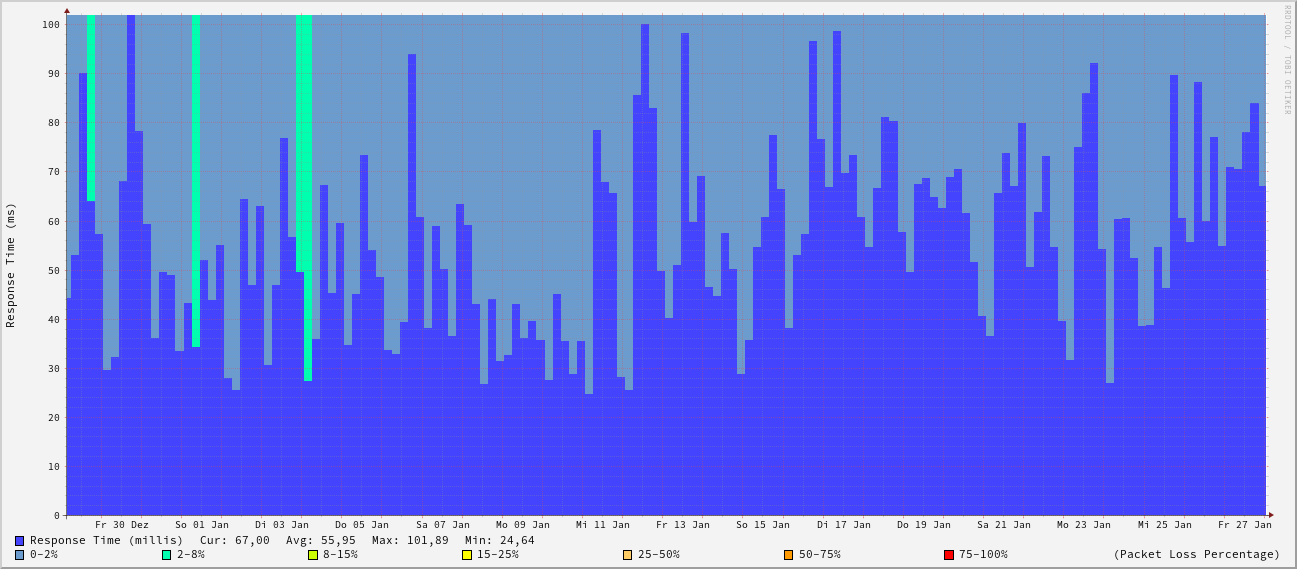 RRDTOOL / TOBI OETIKER
Response Time (ms)
100
90
80
70
60
50
40
30
20
10
0
Fr 30 Dez So 01 Jan Di 03 Jan Do 05 Jan Sa 07 Jan Mo 09 Jan Mi 11 Jan Fr 13 Jan So 15 Jan Di 17 Jan Do 19 Jan Sa 21 Jan Mo 23 Jan Mi 25 Jan Fr 27 Jan
Response Time (millis) Cur: 67,00 Avg: 55,95 Max: 101,89 Min: 24,64
0-2% 2-8% 8-15% 15-25% 25-50% 50-75% 75-100% (Packet Loss Percentage)